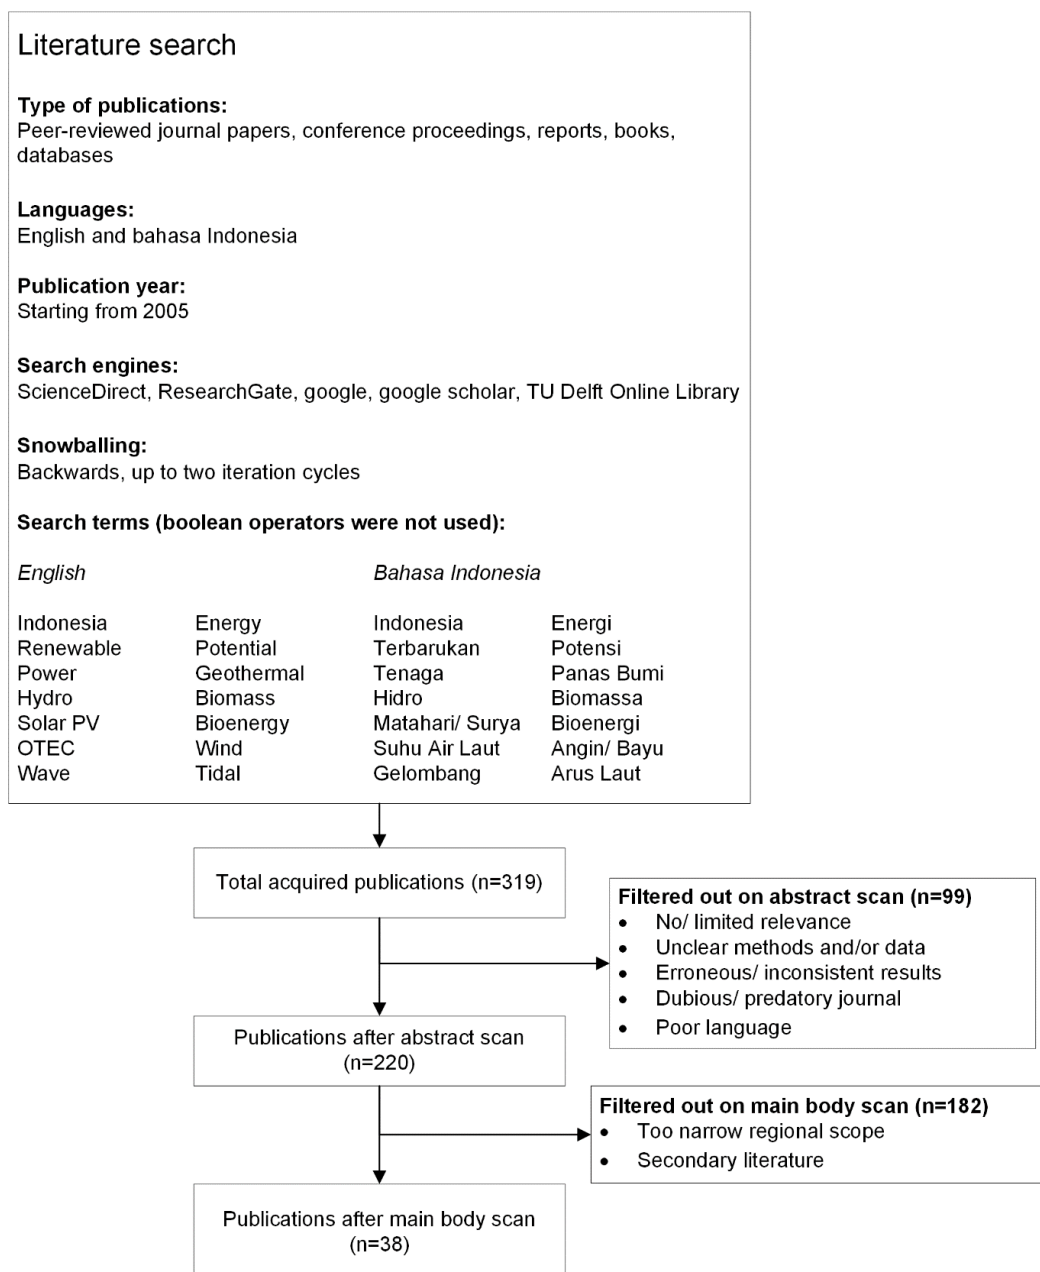 Literature search
Type of publications:
Peer-reviewed journal papers, conference proceedings, reports, books,
databases
Languages:
English and bahasa Indonesia
Publication year:
Starting from 2005
Search engines:
ScienceDirect, ResearchGate, google, google scholar, TU Delft Online Library
Snowballing:
Backwards, up to two iteration cycles
Search terms (boolean operators were not used):
English Bahasa Indonesia
Indonesia Energy Indonesia Energi
Renewable Potential Terbarukan Potensi
Power Geothermal Tenaga Panas Bumi
Hydro Biomass Hidro Biomassa
Solar PV Bioenergy Matahari/ Surya Bioenergi
OTEC Wind Suhu Air Laut Angin/ Bayu
Wave Tidal Gelombang Arus Laut
Total acquired publications (n=319)
Filtered out on abstract scan (n=99)
• No/ limited relevance
• Unclear methods and/or data
• Erroneous/ inconsistent results
• Dubious/ predatory journal
• Poor language
Publications after abstract scan
(n=220)
Filtered out on main body scan (n=182)
• Too narrow regional scope
• Secondary literature
Publications after main body scan
(n=38)